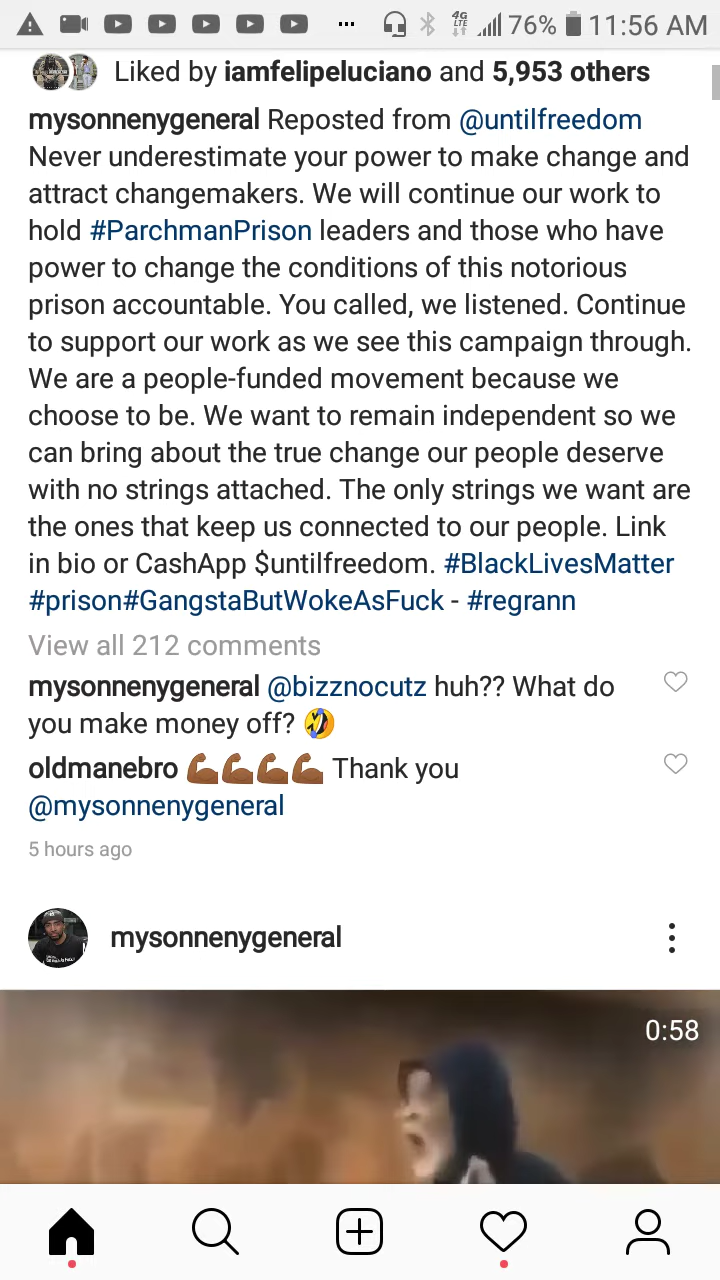 ... 4G LTE 76% 11:56 AM
Liked by iamfelipeluciano and 5,953 others
mysonnenygeneral Reposted from @untilfreedom
Never underestimate your power to make change and
attract changemakers. We will continue our work to
hold #ParchmanPrison leaders and those who have
power to change the conditions of this notorious
prison accountable. You called, we listened. Continue
to support our work as we see this campaign through.
We are a people-funded movement because we
choose to be. We want to remain independent so we
can bring about the true change our people deserve
with no strings attached. The only strings we want are
the ones that keep us connected to our people. Link
in bio or CashApp $untilfreedom. #BlackLivesMatter
#prison#GangstaButWokeAsFuck - #regrann
View all 212 comments
mysonnenygeneral @bizznocutz huh?? What do
you make money off? 🤣
oldmanebro 💪🏾💪🏾💪🏾💪🏾 Thank you
@mysonnenygeneral
5 hours ago
mysonnenygeneral
0:58